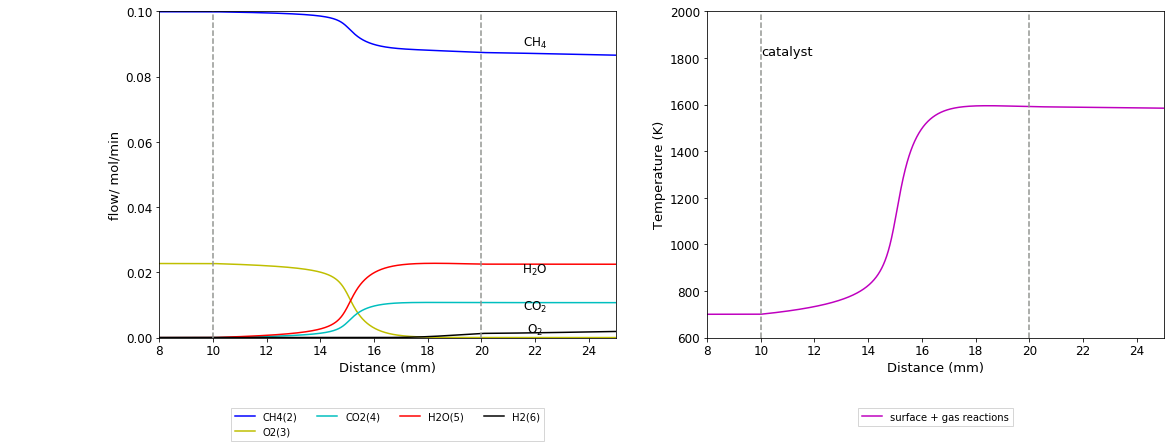 flow/ mol/min
0.10
0.08
0.06
0.04
0.02
0.00
CH₄
H₂O
CO₂
O₂
8 10 12 14 16 18 20 22 24
Distance (mm)
CH4(2) CO2(4) H2O(5) H2(6)
O2(3)
Temperature (K)
2000
1800
1600
1400
1200
1000
800
600
catalyst
8 10 12 14 16 18 20 22 24
Distance (mm)
surface + gas reactions